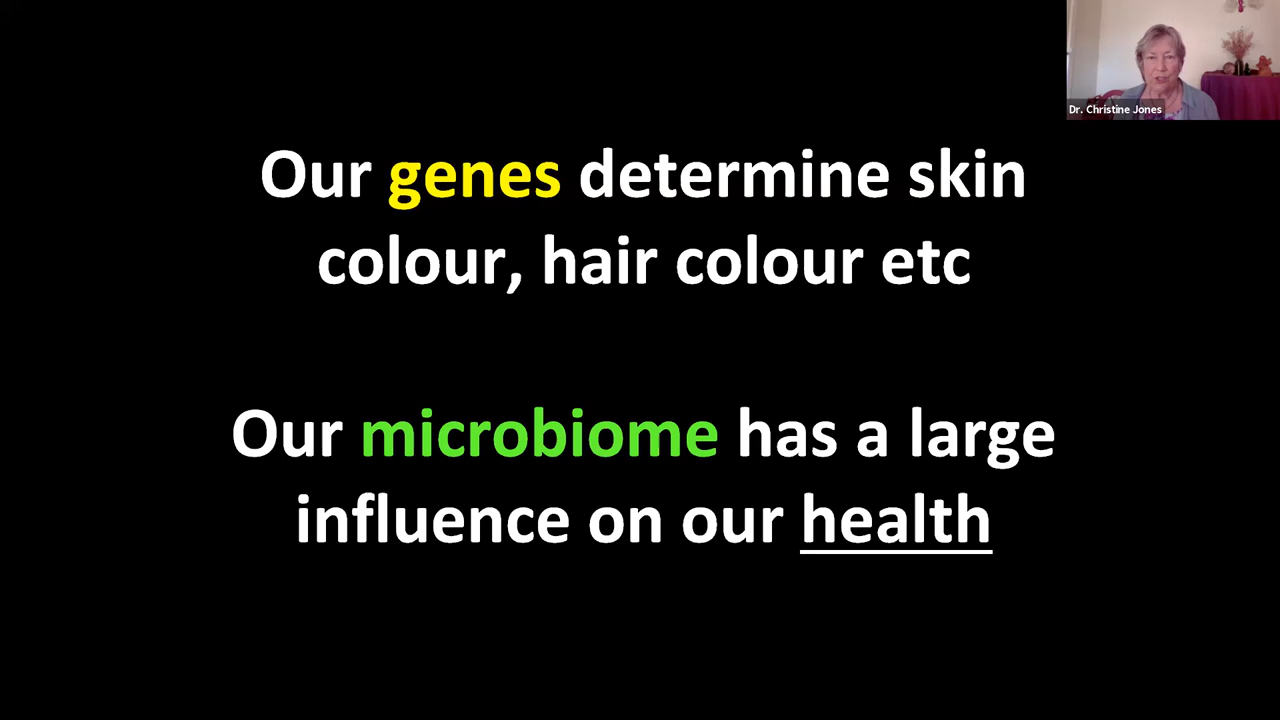 Dr. Christine Jones
Our genes determine skin
colour, hair colour etc
Our microbiome has a large
influence on our health